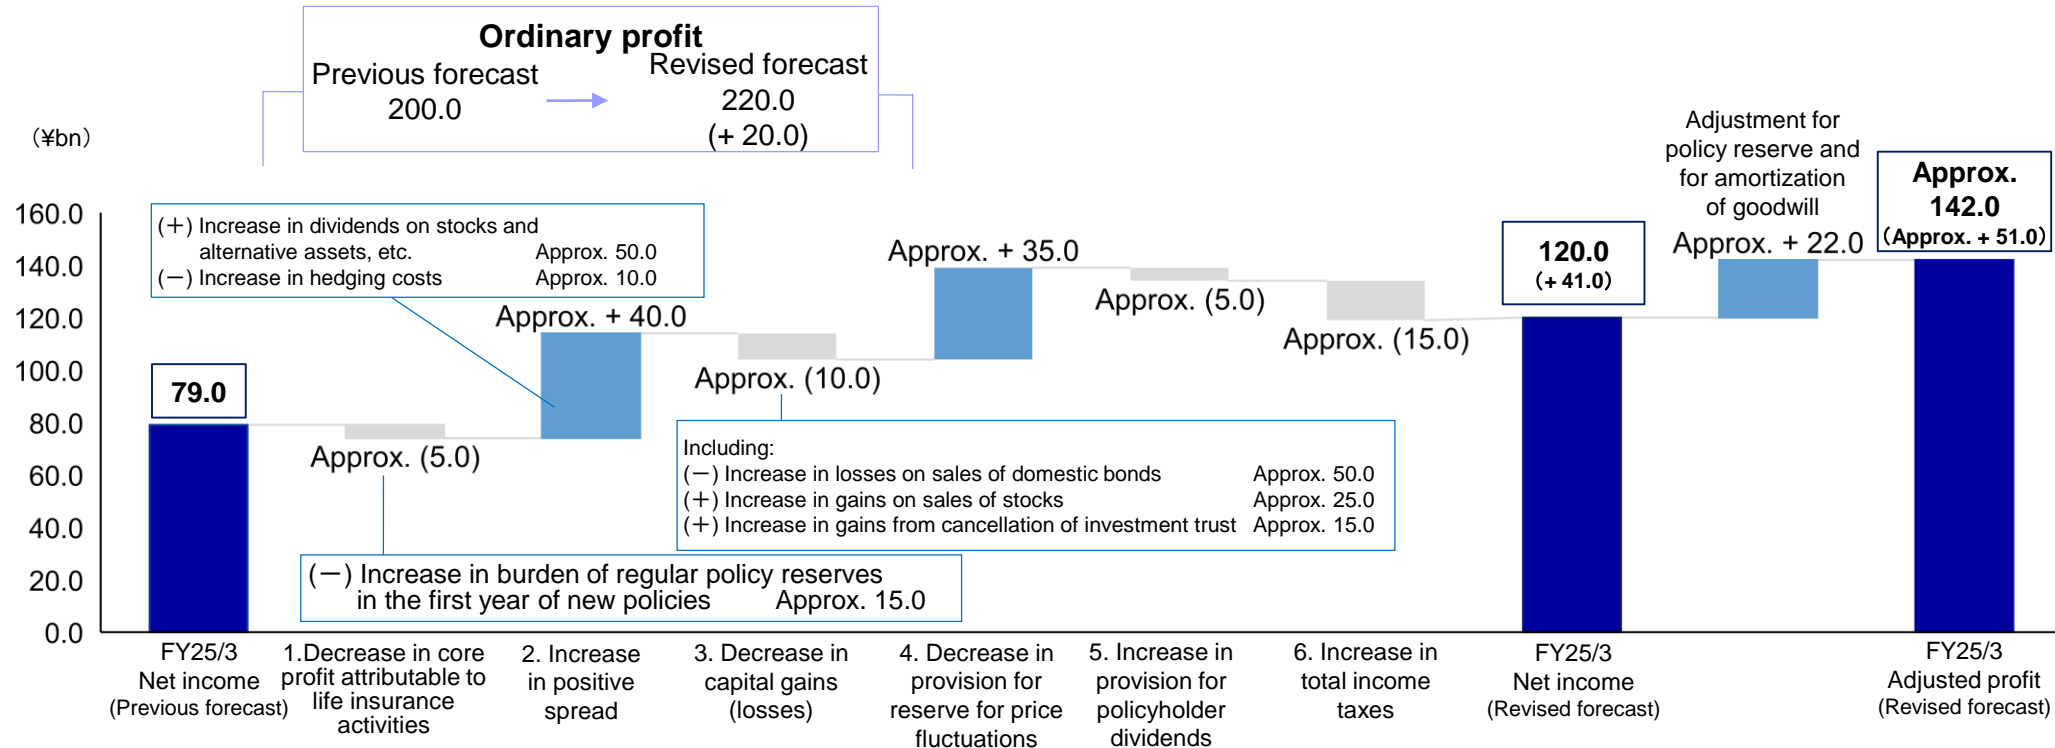 Ordinary profit
Previous forecast
200.0
Revised forecast
220.0
(+ 20.0)
（¥bn）
160.0
140.0
120.0
100.0
80.0
60.0
40.0
20.0
0.0
(＋) Increase in dividends on stocks and
alternative assets, etc. Approx. 50.0
(－) Increase in hedging costs Approx. 10.0
79.0
Approx. (5.0)
Approx. + 40.0
Approx. (10.0)
Approx. + 35.0
Approx. (5.0)
Approx. (15.0)
120.0
(+ 41.0)
Adjustment for
policy reserve and
for amortization
of goodwill
Approx. + 22.0
Approx.
142.0
(Approx. + 51.0)
Including:
(－) Increase in losses on sales of domestic bonds Approx. 50.0
(＋) Increase in gains on sales of stocks Approx. 25.0
(＋) Increase in gains from cancellation of investment trust Approx. 15.0
(－) Increase in burden of regular policy reserves
in the first year of new policies Approx. 15.0
FY25/3
Net income
(Previous forecast)
1.Decrease in core
profit attributable to
life insurance
activities
2. Increase
in positive
spread
3. Decrease in
capital gains
(losses)
4. Decrease in
provision for
reserve for price
fluctuations
5. Increase in
provision for
policyholder
dividends
6. Increase in
total income
taxes
FY25/3
Net income
(Revised forecast)
FY25/3
Adjusted profit
(Revised forecast)